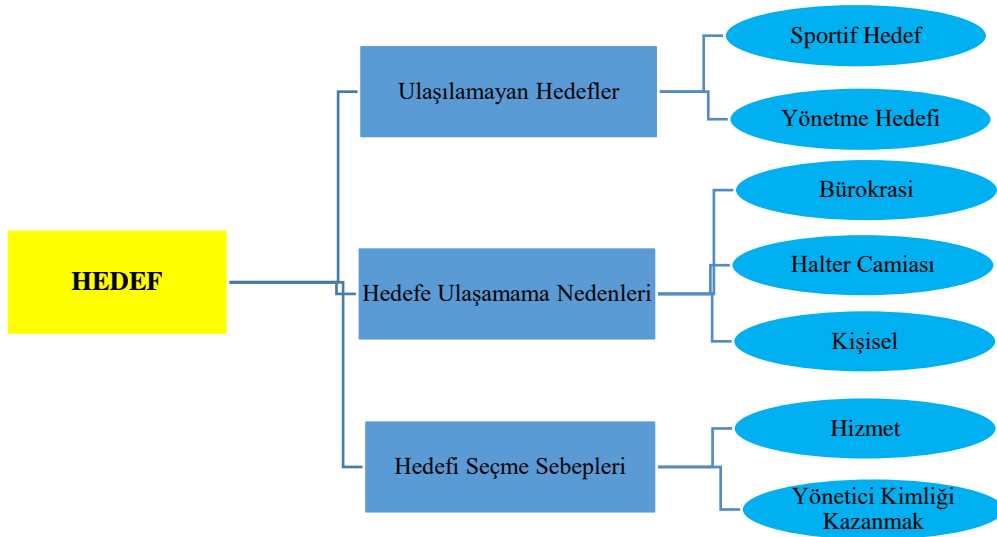 HEDEF
Ulaşılamayan Hedefler
Sportif Hedef
Yönetme Hedefi
Hedefe Ulaşamama Nedenleri
Bürokrasi
Halter Camiası
Kişisel
Hedefi Seçme Sebepleri
Hizmet
Yönetici Kimliği
Kazanmak